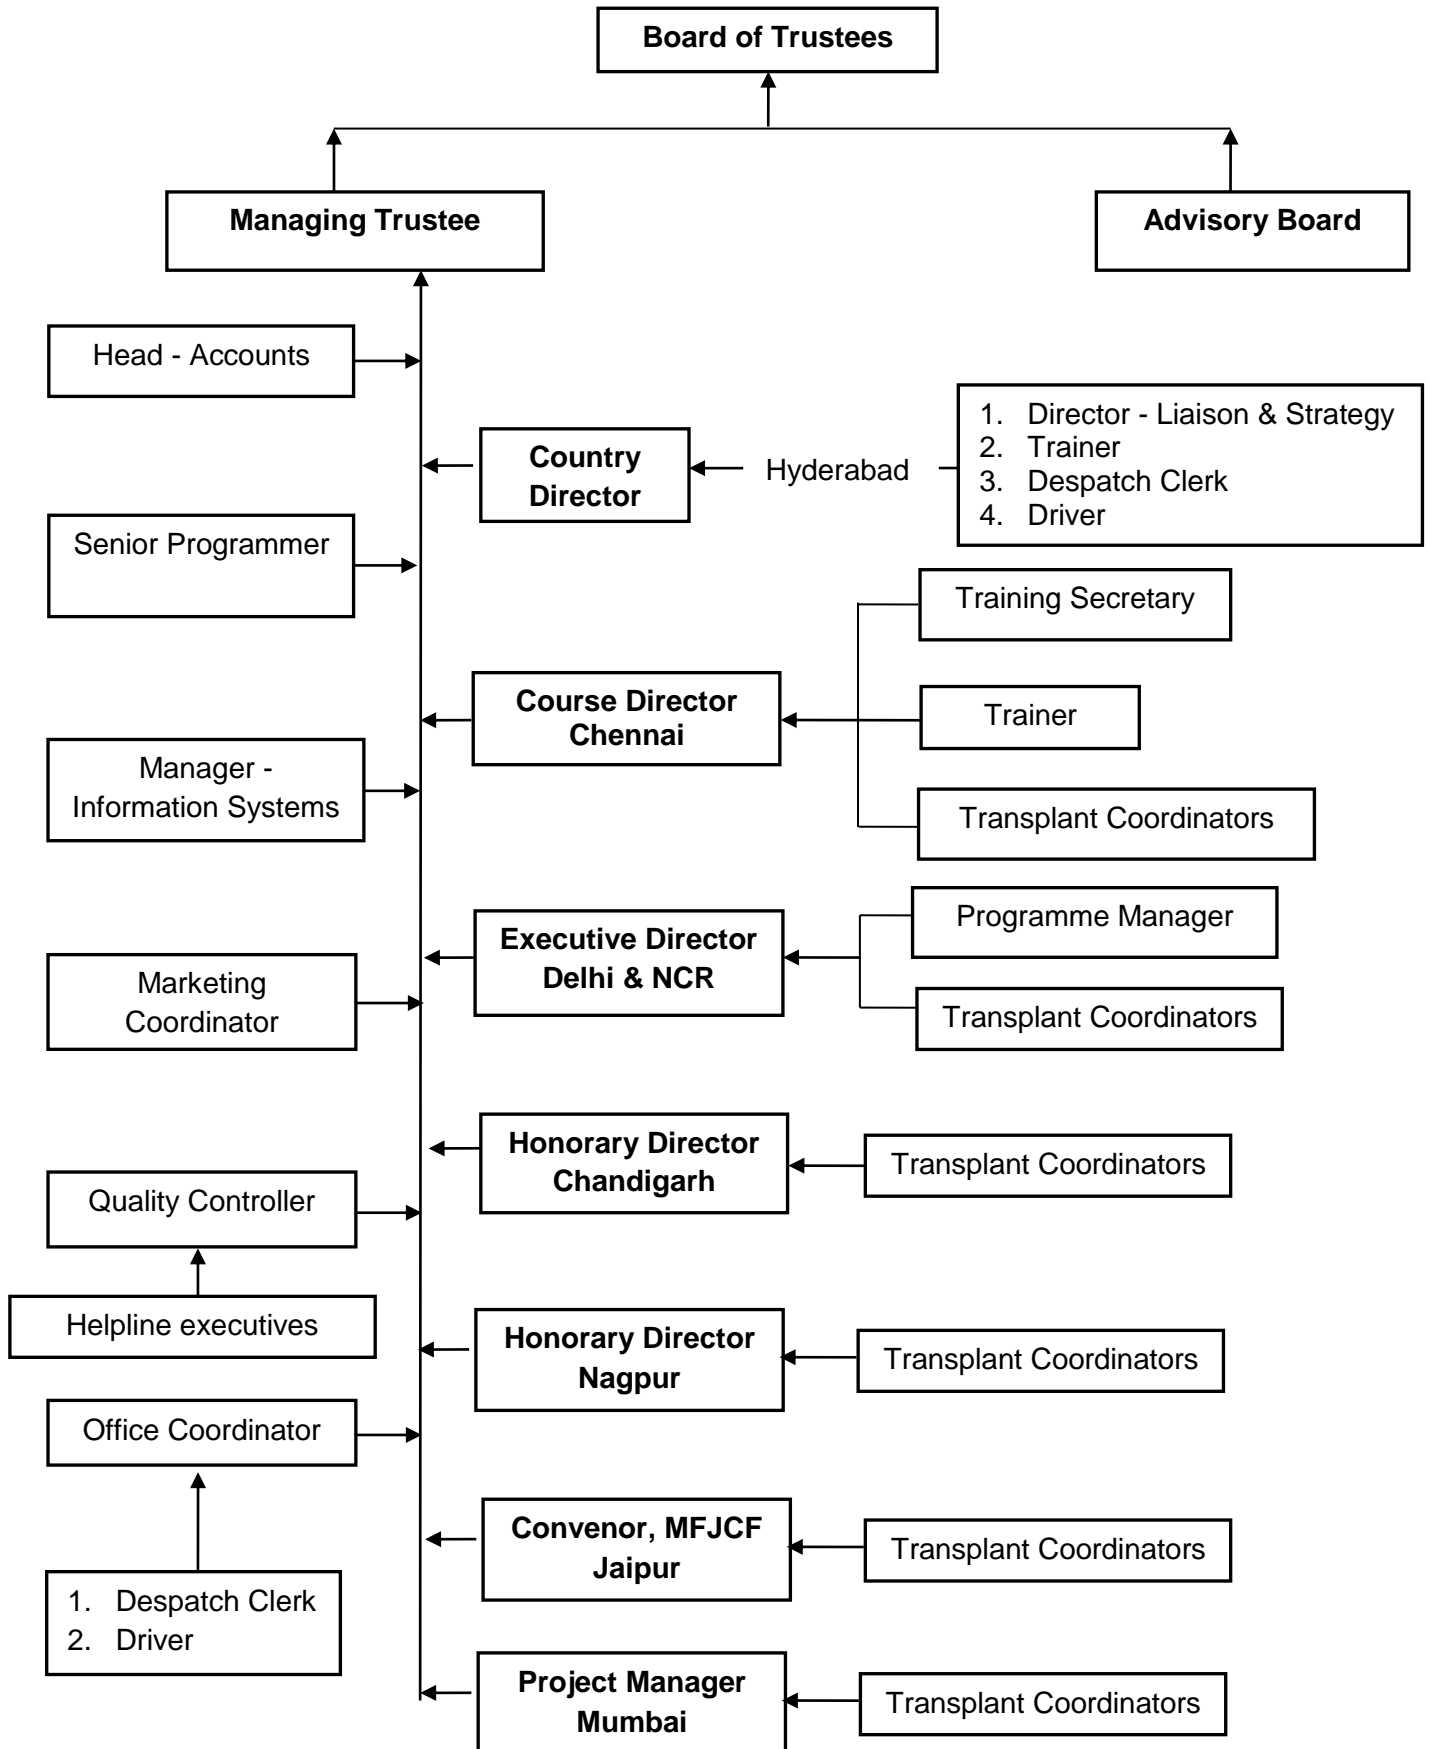 Board of Trustees
Managing Trustee
Advisory Board
Head - Accounts
Country
Director
Hyderabad
1. Director - Liaison & Strategy
2. Trainer
3. Despatch Clerk
4. Driver
Senior Programmer
Training Secretary
Course Director
Chennai
Trainer
Manager -
Information Systems
Transplant Coordinators
Executive Director
Delhi & NCR
Programme Manager
Marketing
Coordinator
Transplant Coordinators
Honorary Director
Chandigarh
Transplant Coordinators
Quality Controller
Helpline executives
Honorary Director
Nagpur
Transplant Coordinators
Office Coordinator
Convenor, MFJCF
Jaipur
Transplant Coordinators
1. Despatch Clerk
2. Driver
Project Manager
Mumbai
Transplant Coordinators